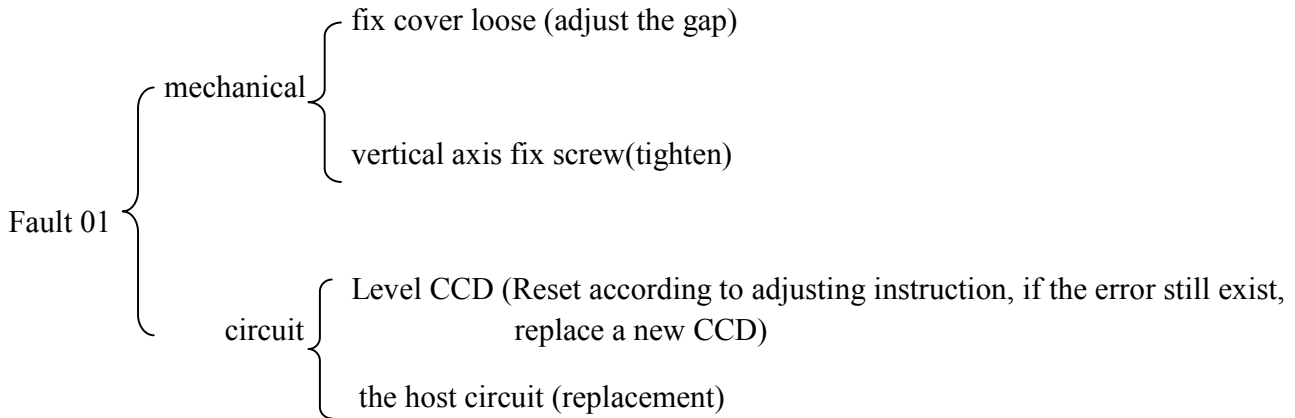 fix cover loose (adjust the gap)
mechanical
vertical axis fix screw(tighten)
Fault 01
Level CCD (Reset according to adjusting instruction, if the error still exist,
replace a new CCD)
circuit
the host circuit (replacement)